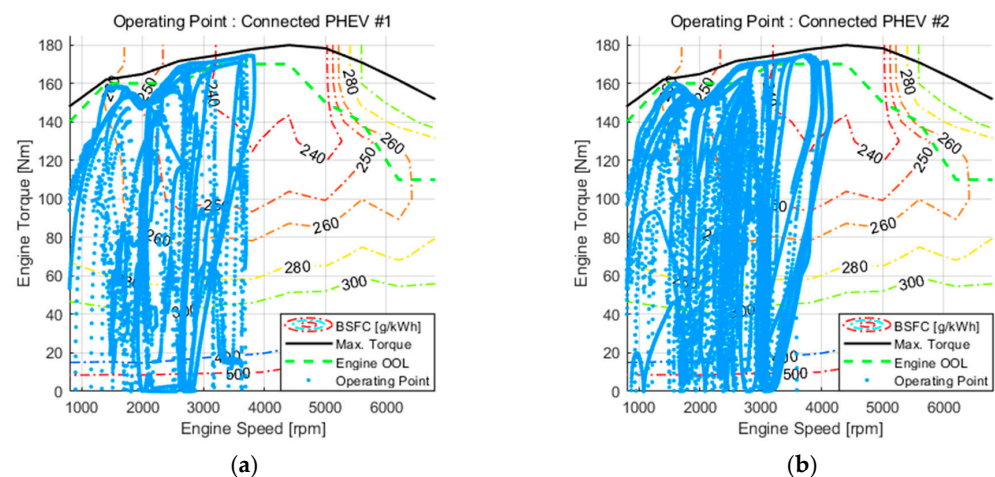 Operating Point : Connected PHEV #1
Engine Torque [Nm]
180
160
140
120
100
80
60
40
20
0
250
240
280
260
250
240
260
260
280
300
500
BSFC [g/kWh]
Max. Torque
Engine OOL
Operating Point
1000 2000 3000 4000 5000 6000
Engine Speed [rpm]
(a)
Operating Point : Connected PHEV #2
Engine Torque [Nm]
180
160
140
120
100
80
60
40
20
0
250
240
280
260
250
240
260
260
280
300
500
BSFC [g/kWh]
Max. Torque
Engine OOL
Operating Point
1000 2000 3000 4000 5000 6000
Engine Speed [rpm]
(b)